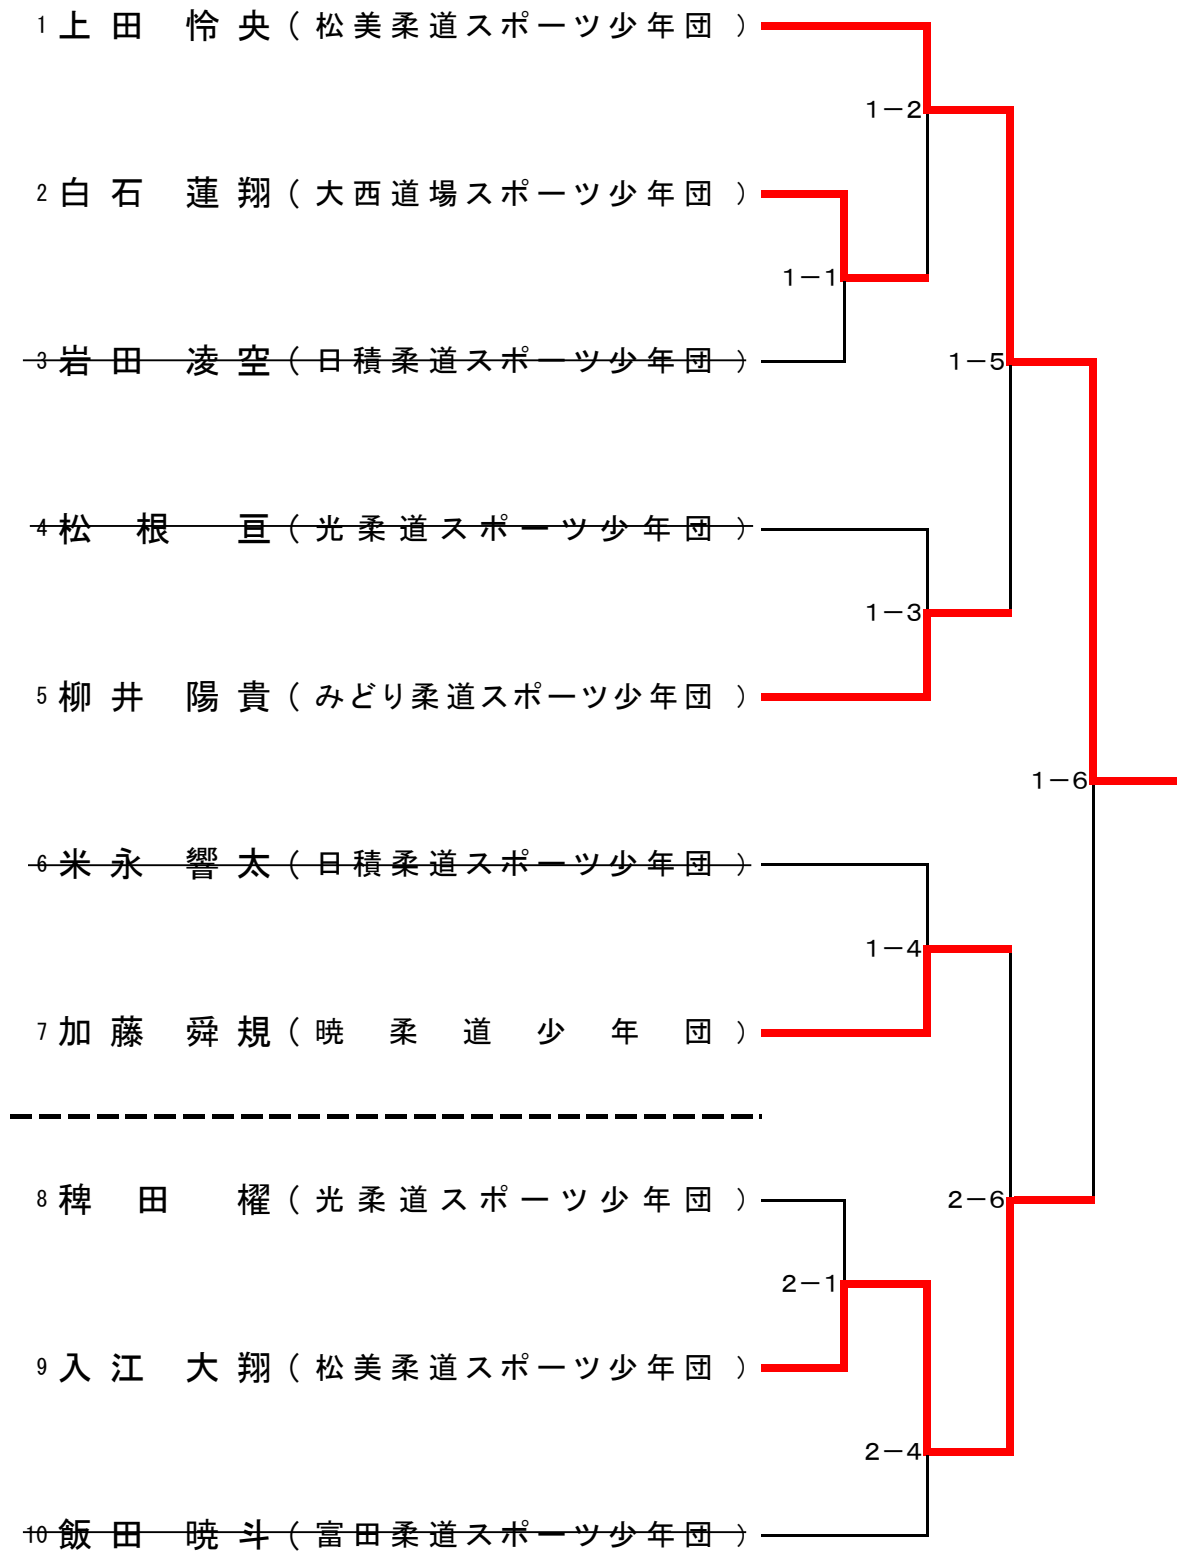 1 上田 怜央（松美柔道スポーツ少年団）
1－2
2 白石 蓮翔（大西道場スポーツ少年団）
1－1
3 岩田 凌空（日積柔道スポーツ少年団）
1－5
4 松根 亘（光柔道スポーツ少年団）
1－3
5 柳井 陽貴（みどり柔道スポーツ少年団）
1－6
6 米永 響太（日積柔道スポーツ少年団）
1－4
7 加藤 舜規（暁柔道少年団）
8 稗田 櫂（光柔道スポーツ少年団）
2－6
2－1
9 入江 大翔（松美柔道スポーツ少年団）
2－4
10 飯田 暁斗（富田柔道スポーツ少年団）